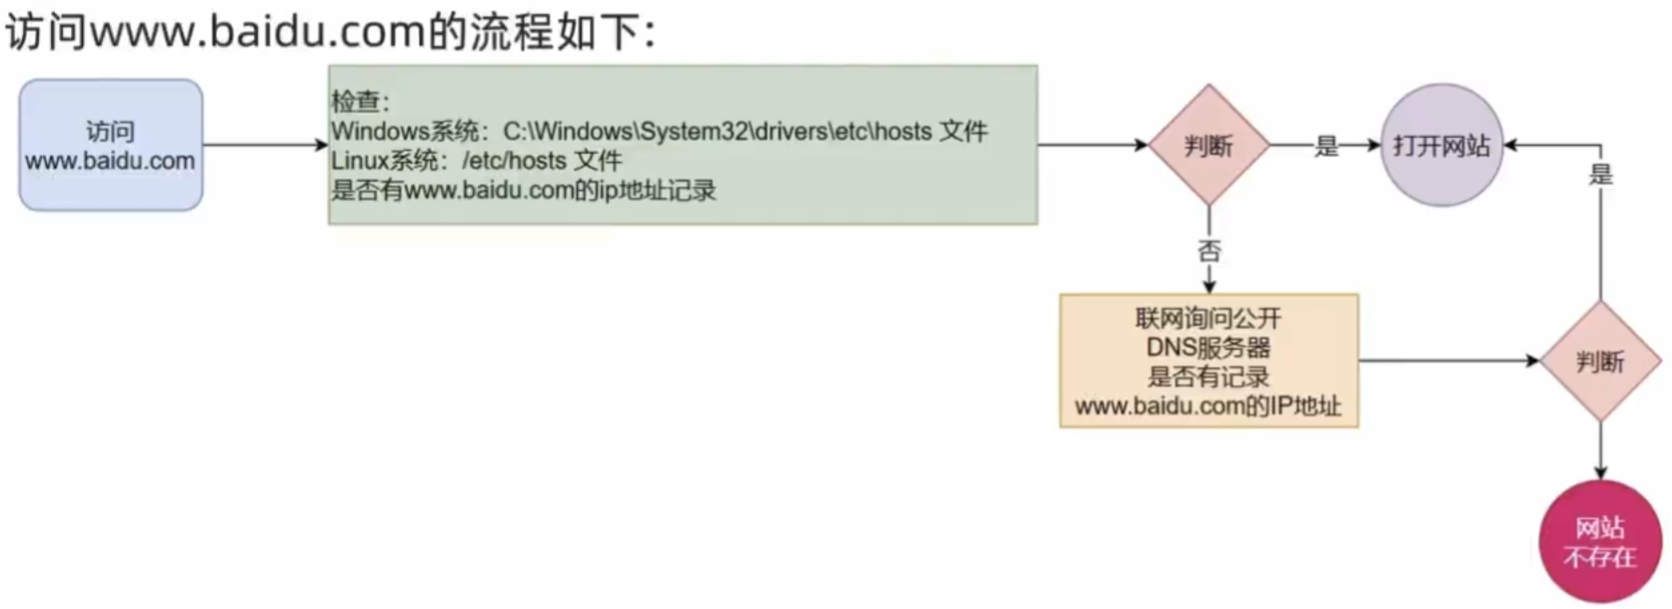 访问www.baidu.com的流程如下：
访问
www.baidu.com
检查：
Windows系统：C:\Windows\System32\drivers\etc\hosts 文件
Linux系统：/etc/hosts 文件
是否有www.baidu.com的ip地址记录
判断
是
打开网站
是
否
联网询问公开
DNS服务器
是否有记录
www.baidu.com的IP地址
判断
网站
不存在